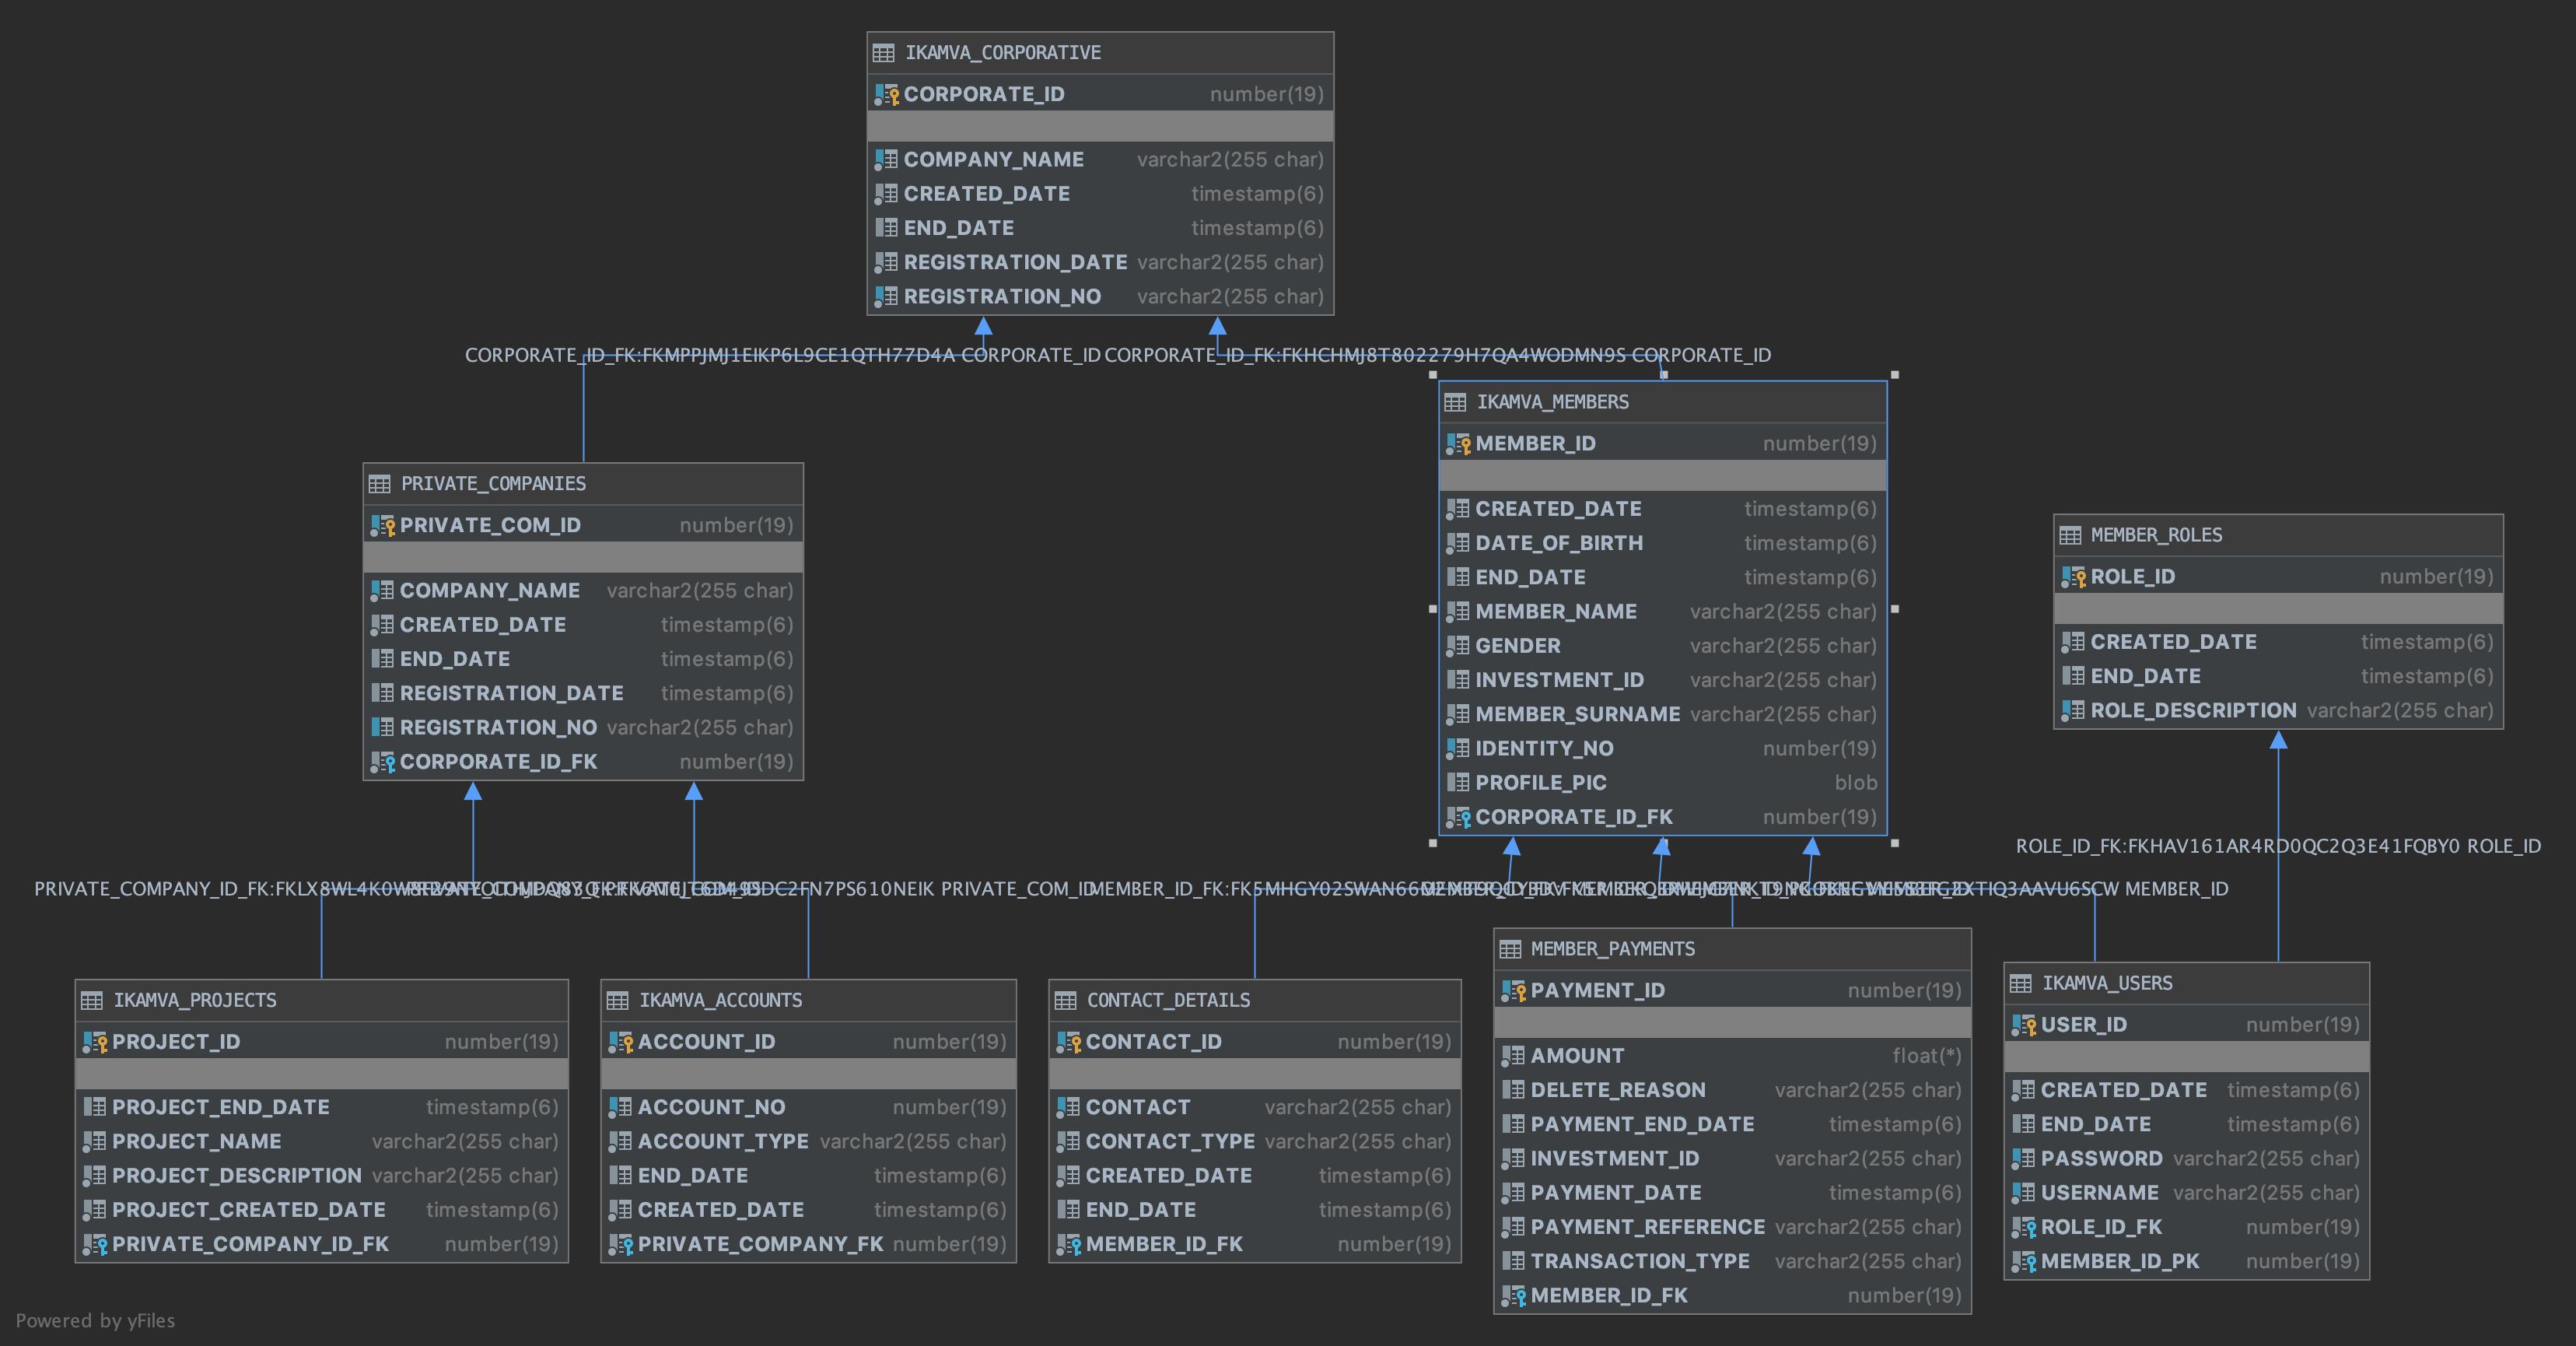 IKAMVA_CORPORATIVE
CORPORATE_ID number(19)
COMPANY_NAME varchar2(255 char)
CREATED_DATE timestamp(6)
END_DATE timestamp(6)
REGISTRATION_DATE varchar2(255 char)
REGISTRATION_NO varchar2(255 char)
CORPORATE_ID_FK:FKMPPJMJ1EIKP6L9CE1QTH77D4A CORPORATE_ID
CORPORATE_ID_FK:FKHCHMJ8T802279H7QA4WODMN9S CORPORATE_ID
PRIVATE_COMPANIES
PRIVATE_COM_ID number(19)
COMPANY_NAME varchar2(255 char)
CREATED_DATE timestamp(6)
END_DATE timestamp(6)
REGISTRATION_DATE timestamp(6)
REGISTRATION_NO varchar2(255 char)
CORPORATE_ID_FK number(19)
IKAMVA_MEMBERS
MEMBER_ID number(19)
CREATED_DATE timestamp(6)
DATE_OF_BIRTH timestamp(6)
END_DATE timestamp(6)
MEMBER_NAME varchar2(255 char)
GENDER varchar2(255 char)
INVESTMENT_ID varchar2(255 char)
MEMBER_SURNAME varchar2(255 char)
IDENTITY_NO number(19)
PROFILE_PIC blob
CORPORATE_ID_FK number(19)
MEMBER_ROLES
ROLE_ID number(19)
CREATED_DATE timestamp(6)
END_DATE timestamp(6)
ROLE_DESCRIPTION varchar2(255 char)
ROLE_ID_FK:FKHAV161AR4RD0QC2Q3E41FQBY0 ROLE_ID
PRIVATE_COM_ID
MEMBER_ID
IKAMVA_PROJECTS
PROJECT_ID number(19)
PROJECT_END_DATE timestamp(6)
PROJECT_NAME varchar2(255 char)
PROJECT_DESCRIPTION varchar2(255 char)
PROJECT_CREATED_DATE timestamp(6)
PRIVATE_COMPANY_ID_FK number(19)
IKAMVA_ACCOUNTS
ACCOUNT_ID number(19)
ACCOUNT_NO number(19)
ACCOUNT_TYPE varchar2(255 char)
END_DATE timestamp(6)
CREATED_DATE timestamp(6)
PRIVATE_COMPANY_FK number(19)
CONTACT_DETAILS
CONTACT_ID number(19)
CONTACT varchar2(255 char)
CONTACT_TYPE varchar2(255 char)
CREATED_DATE timestamp(6)
END_DATE timestamp(6)
MEMBER_ID_FK number(19)
MEMBER_PAYMENTS
PAYMENT_ID number(19)
AMOUNT float(*)
DELETE_REASON varchar2(255 char)
PAYMENT_END_DATE timestamp(6)
INVESTMENT_ID varchar2(255 char)
PAYMENT_DATE timestamp(6)
PAYMENT_REFERENCE varchar2(255 char)
TRANSACTION_TYPE varchar2(255 char)
MEMBER_ID_FK number(19)
IKAMVA_USERS
USER_ID number(19)
CREATED_DATE timestamp(6)
END_DATE timestamp(6)
PASSWORD varchar2(255 char)
USERNAME varchar2(255 char)
ROLE_ID_FK number(19)
MEMBER_ID_PK number(19)
Powered by yFiles